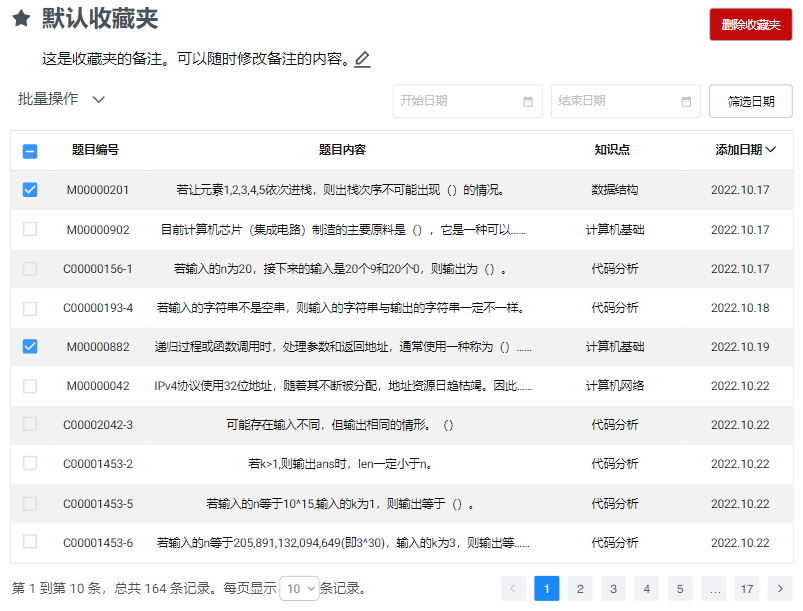 默认收藏夹
删除收藏夹
这是收藏夹的备注。可以随时修改备注的内容。
批量操作 开始日期 结束日期 筛选日期
题目编号 题目内容 知识点 添加日期
M00000201 若让元素1,2,3,4,5依次进栈，则出栈次序不可能出现（）的情况。 数据结构 2022.10.17
M00000902 目前计算机芯片（集成电路）制造的主要原料是（），它是一种可以...... 计算机基础 2022.10.17
C00000156-1 若输入的n为20，接下来的输入是20个9和20个0，则输出为（）。 代码分析 2022.10.17
C00000193-4 若输入的字符串不是空串，则输入的字符串与输出的字符串一定不一样。 代码分析 2022.10.18
M00000882 递归过程或函数调用时，处理参数和返回地址，通常使用一种称为（）...... 计算机基础 2022.10.19
M00000042 IPv4协议使用32位地址，随着其不断被分配，地址资源日趋枯竭。因此...... 计算机网络 2022.10.22
C00002042-3 可能存在输入不同，但输出相同的情形。（） 代码分析 2022.10.22
C00001453-2 若k>1,则输出ans时，len一定小于n。 代码分析 2022.10.22
C00001453-5 若输入的n等于10^15,输入的k为1，则输出等于（）。 代码分析 2022.10.22
C00001453-6 若输入的n等于205,891,132,094,649(即3^30)，输入的k为3，则输出等...... 代码分析 2022.10.22
第 1 到第 10 条，总共 164 条记录。每页显示 10 条记录。 < 1 2 3 4 5 ... 17 >